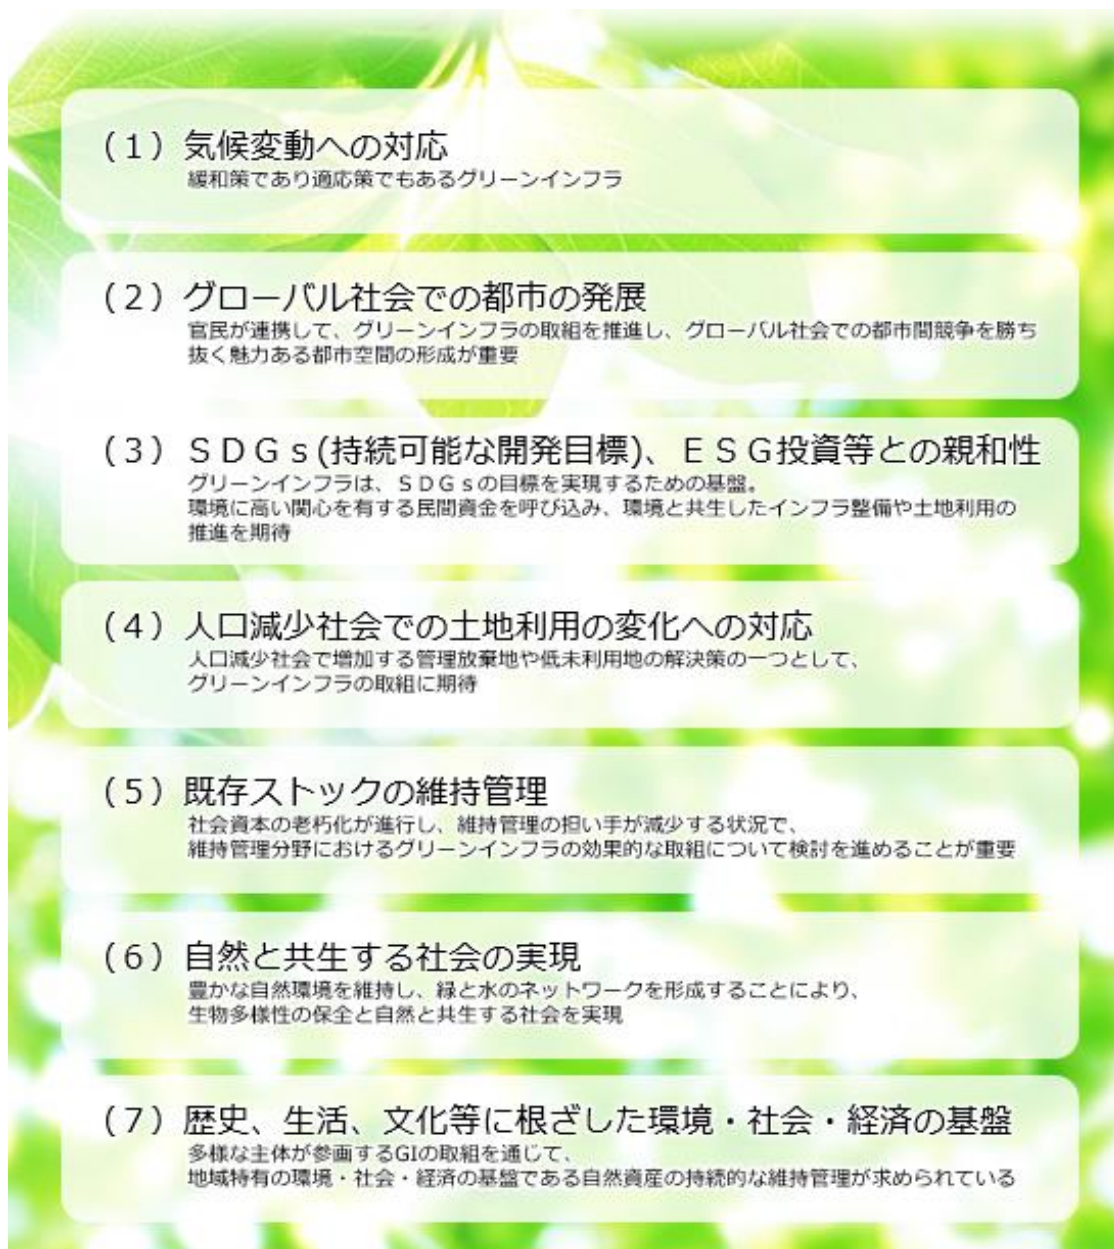 （１）気候変動への対応
緩和策であり適応策でもあるグリーンインフラ
（２）グローバル社会での都市の発展
官民が連携して、グリーンインフラの取組を推進し、グローバル社会での都市間競争を勝ち
抜く魅力ある都市空間の形成が重要
（３）ＳＤＧｓ(持続可能な開発目標)、ＥＳＧ投資等との親和性
グリーンインフラは、ＳＤＧｓの目標を実現するための基盤。
環境に高い関心を有する民間資金を呼び込み、環境と共生したインフラ整備や土地利用の
推進を期待
（４）人口減少社会での土地利用の変化への対応
人口減少社会で増加する管理放棄地や低未利用地の解決策の一つとして、
グリーンインフラの取組に期待
（５）既存ストックの維持管理
社会資本の老朽化が進行し、維持管理の担い手が減少する状況で、
維持管理分野におけるグリーンインフラの効果的な取組について検討を進めることが重要
（６）自然と共生する社会の実現
豊かな自然環境を維持し、緑と水のネットワークを形成することにより、
生物多様性の保全と自然と共生する社会を実現
（７）歴史、生活、文化等に根ざした環境・社会・経済の基盤
多様な主体が参画するGIの取組を通じて、
地域特有の環境・社会・経済の基盤である自然資産の持続的な維持管理が求められている